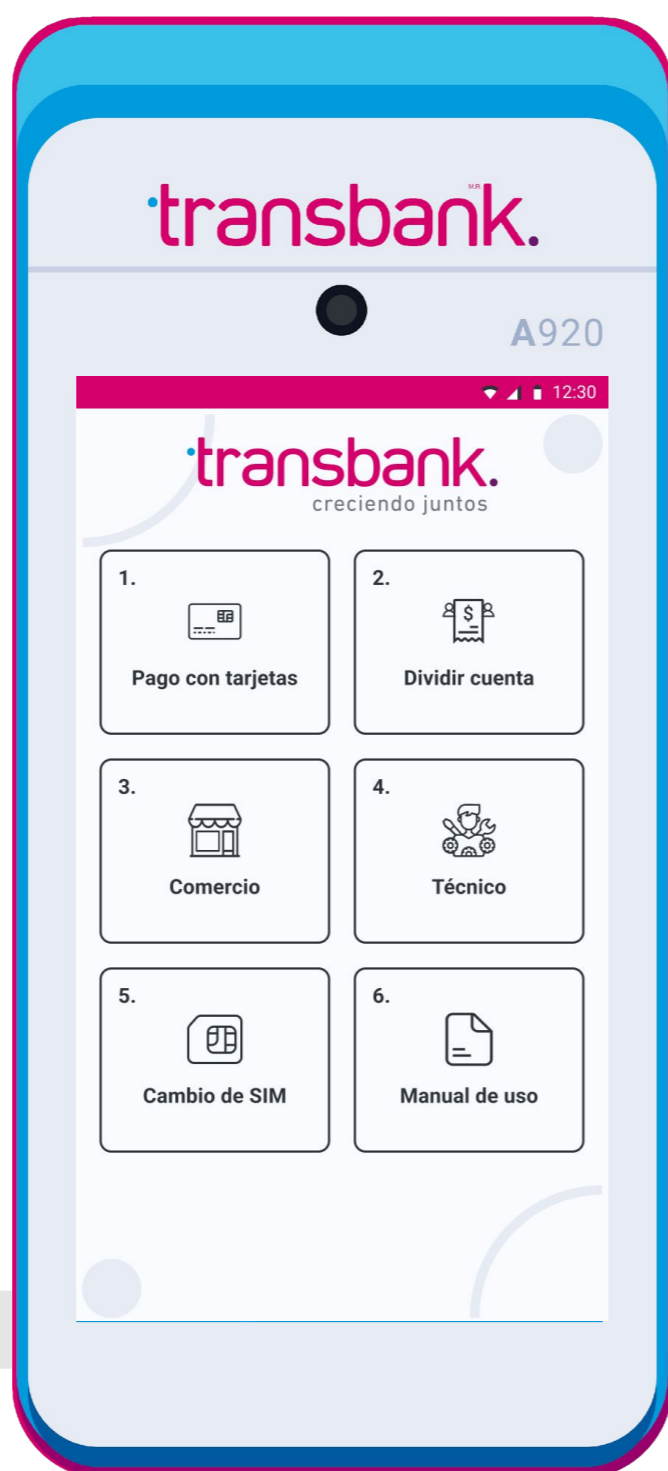 transbank.
M.R.
A920
12:30
transbank.
creciendo juntos
1.
Pago con tarjetas
2.
$
Dividir cuenta
3.
Comercio
4.
Técnico
5.
Cambio de SIM
6.
Manual de uso